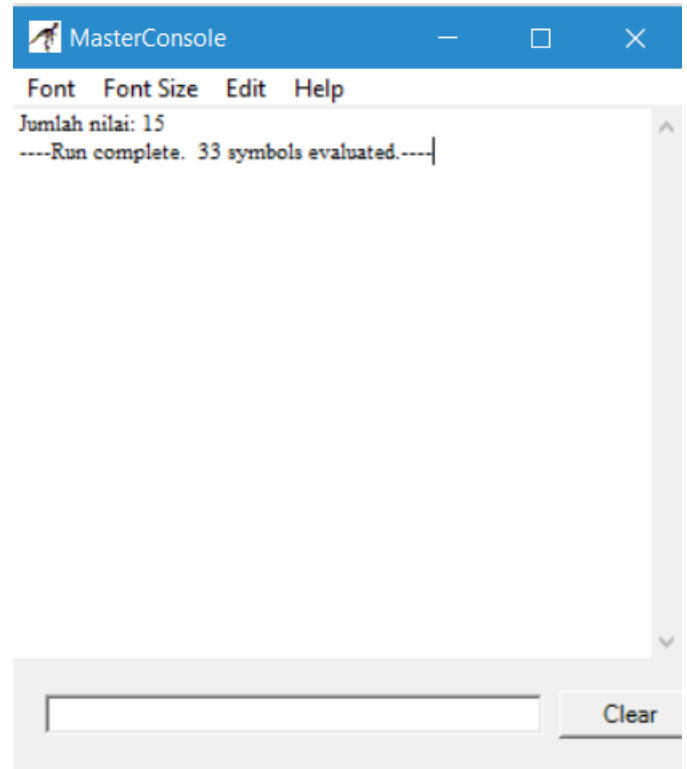 MasterConsole
Font Font Size Edit Help
Jumlah nilai: 15
----Run complete.  33 symbols evaluated.----
Clear